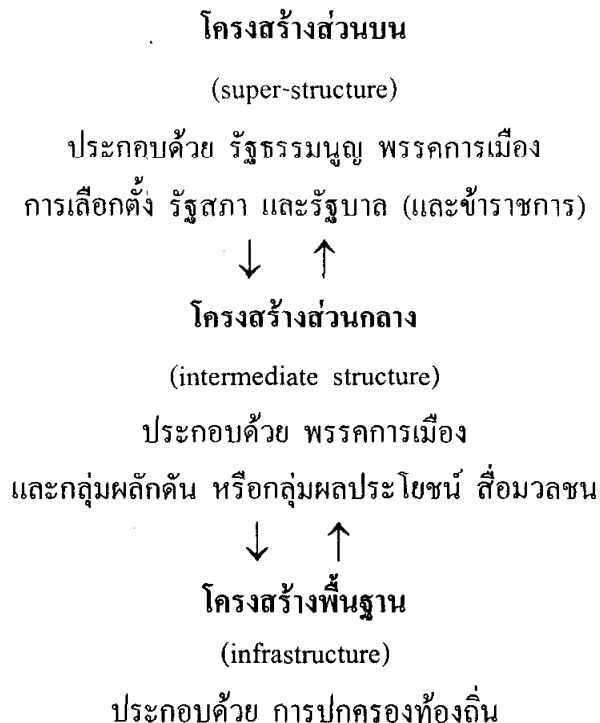 โครงสร้างส่วนบน
(super-structure)
ประกอบด้วย รัฐธรรมนูญ พรรคการเมือง
การเลือกตั้ง รัฐสภา และรัฐบาล (และข้าราชการ)
↓ ↑
โครงสร้างส่วนกลาง
(intermediate structure)
ประกอบด้วย พรรคการเมือง
และกลุ่มผลักดัน หรือกลุ่มผลประโยชน์ สื่อมวลชน
↓ ↑
โครงสร้างพื้นฐาน
(infrastructure)
ประกอบด้วย การปกครองท้องถิ่น